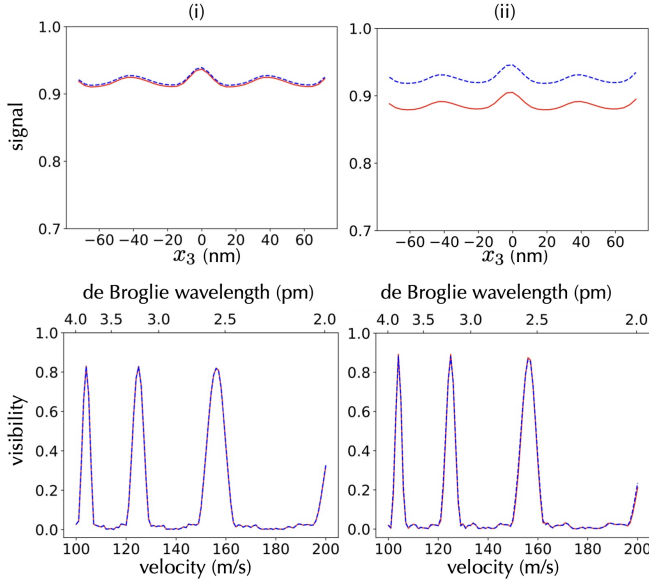 (i)
(ii)
signal
1.0
0.9
0.8
0.7
−60 −40 −20 0 20 40 60
x₃ (nm)
1.0
0.9
0.8
0.7
−60 −40 −20 0 20 40 60
x₃ (nm)
de Broglie wavelength (pm)
4.0 3.5 3.0 2.5 2.0
visibility
1.0
0.8
0.6
0.4
0.2
0.0
100 120 140 160 180 200
velocity (m/s)
de Broglie wavelength (pm)
4.0 3.5 3.0 2.5 2.0
1.0
0.8
0.6
0.4
0.2
0.0
100 120 140 160 180 200
velocity (m/s)